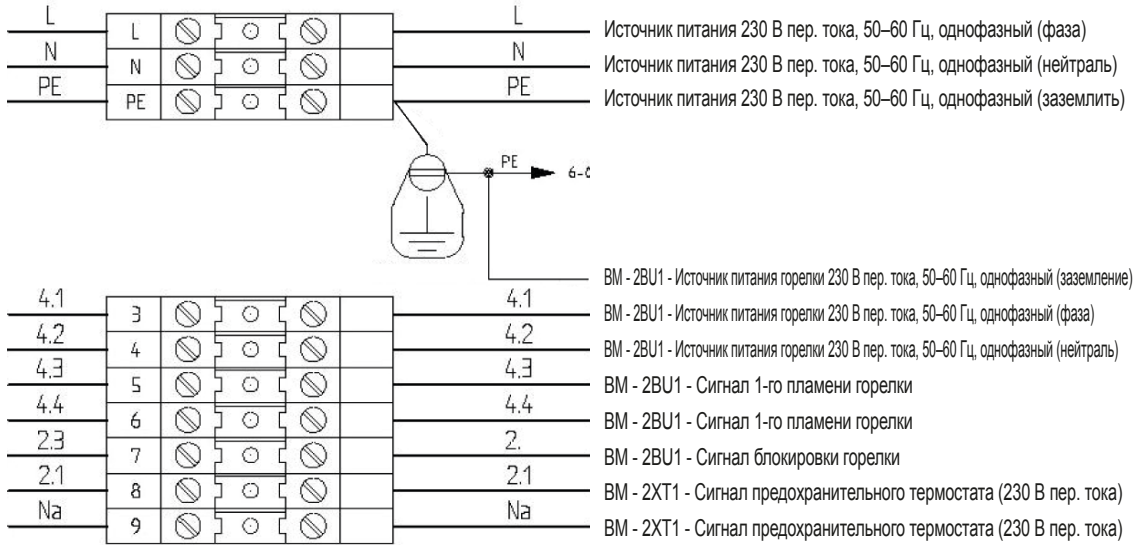 L L L Источник питания 230 В пер. тока, 50–60 Гц, однофазный (фаза)
N N N Источник питания 230 В пер. тока, 50–60 Гц, однофазный (нейтраль)
PE PE PE Источник питания 230 В пер. тока, 50–60 Гц, однофазный (заземлить)
PE
BM - 2BU1 - Источник питания горелки 230 В пер. тока, 50–60 Гц, однофазный (заземление)
4.1 3 4.1 BM - 2BU1 - Источник питания горелки 230 В пер. тока, 50–60 Гц, однофазный (фаза)
4.2 4 4.2 BM - 2BU1 - Источник питания горелки 230 В пер. тока, 50–60 Гц, однофазный (нейтраль)
4.3 5 4.3 BM - 2BU1 - Сигнал 1-го пламени горелки
4.4 6 4.4 BM - 2BU1 - Сигнал 1-го пламени горелки
2.3 7 2. BM - 2BU1 - Сигнал блокировки горелки
2.1 8 2.1 BM - 2XT1 - Сигнал предохранительного термостата (230 В пер. тока)
Na 9 Na BM - 2XT1 - Сигнал предохранительного термостата (230 В пер. тока)